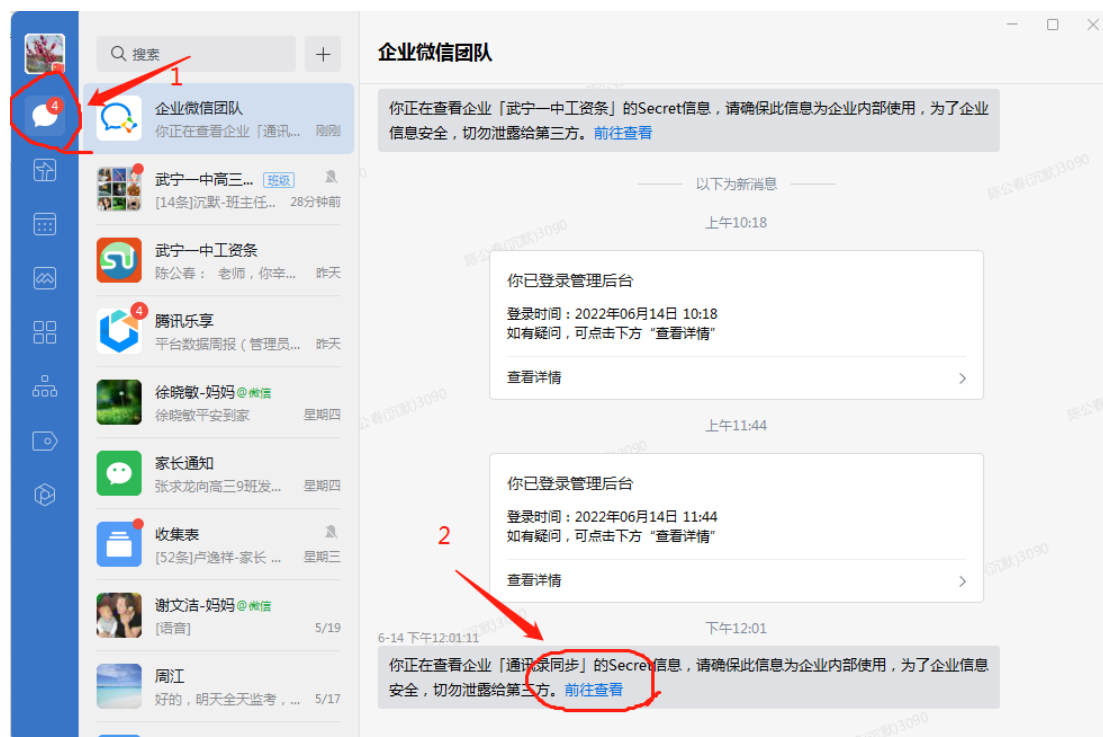 搜索
1
4
企业微信团队
你正在查看企业「通讯... 刚刚
武宁一中高三... 班级
[14条]沉默-班主任... 28分钟前
武宁一中工资条
陈公春： 老师，你辛... 昨天
4
腾讯乐享
平台数据周报（管理员... 昨天
徐晓敏-妈妈@微信
徐晓敏平安到家 星期四
家长通知
张求龙向高三9班发... 星期四
收集表
[52条]卢逸祥-家长 ... 星期三
谢文洁-妈妈@微信
[语音] 5/19
周江
好的，明天全天监考，... 5/17
企业微信团队
你正在查看企业「武宁一中工资条」的Secret信息，请确保此信息为企业内部使用，为了企业
信息安全，切勿泄露给第三方。前往查看
以下为新消息
上午10:18
你已登录管理后台
登录时间：2022年06月14日 10:18
如有疑问，可点击下方“查看详情”
查看详情
上午11:44
你已登录管理后台
登录时间：2022年06月14日 11:44
如有疑问，可点击下方“查看详情”
查看详情
2
下午12:01
6-14 下午12:01:11
你正在查看企业「通讯录同步」的Secret信息，请确保此信息为企业内部使用，为了企业信息
安全，切勿泄露给第三方。前往查看
陈公春(沉默)3090